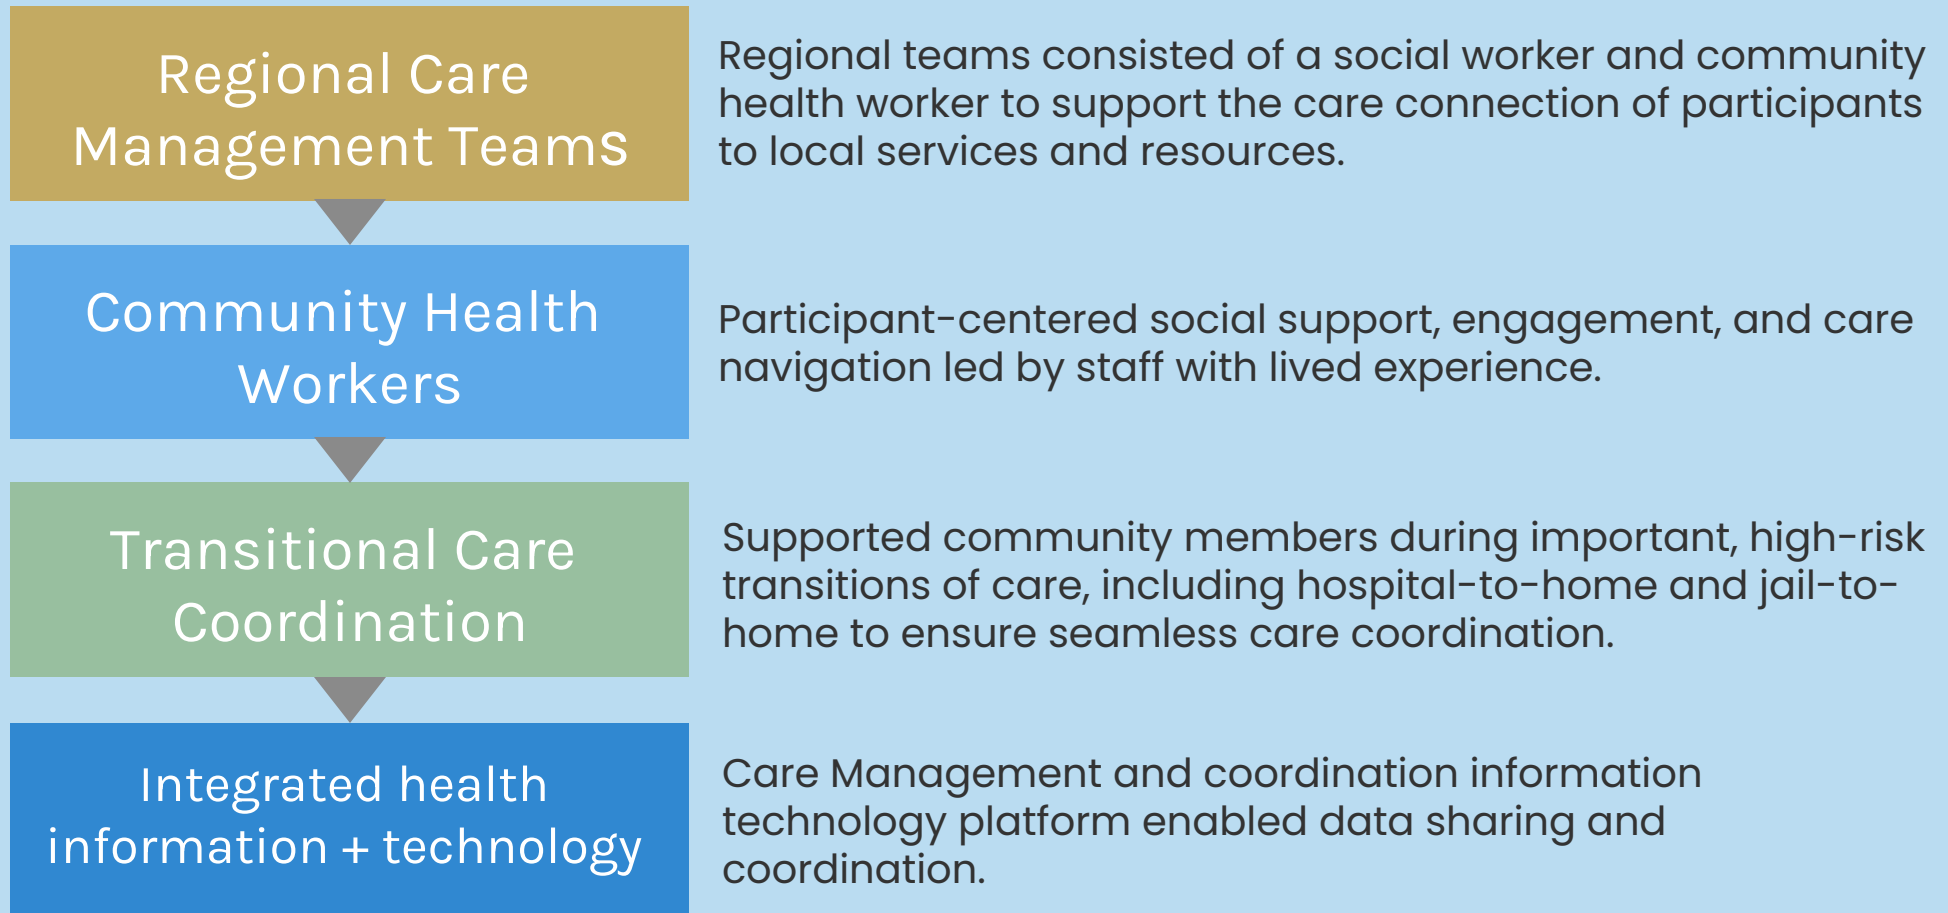 Regional Care
Management Teams
Regional teams consisted of a social worker and community
health worker to support the care connection of participants
to local services and resources.
Community Health
Workers
Participant-centered social support, engagement, and care
navigation led by staff with lived experience.
Transitional Care
Coordination
Supported community members during important, high-risk
transitions of care, including hospital-to-home and jail-to-
home to ensure seamless care coordination.
Integrated health
information + technology
Care Management and coordination information
technology platform enabled data sharing and
coordination.